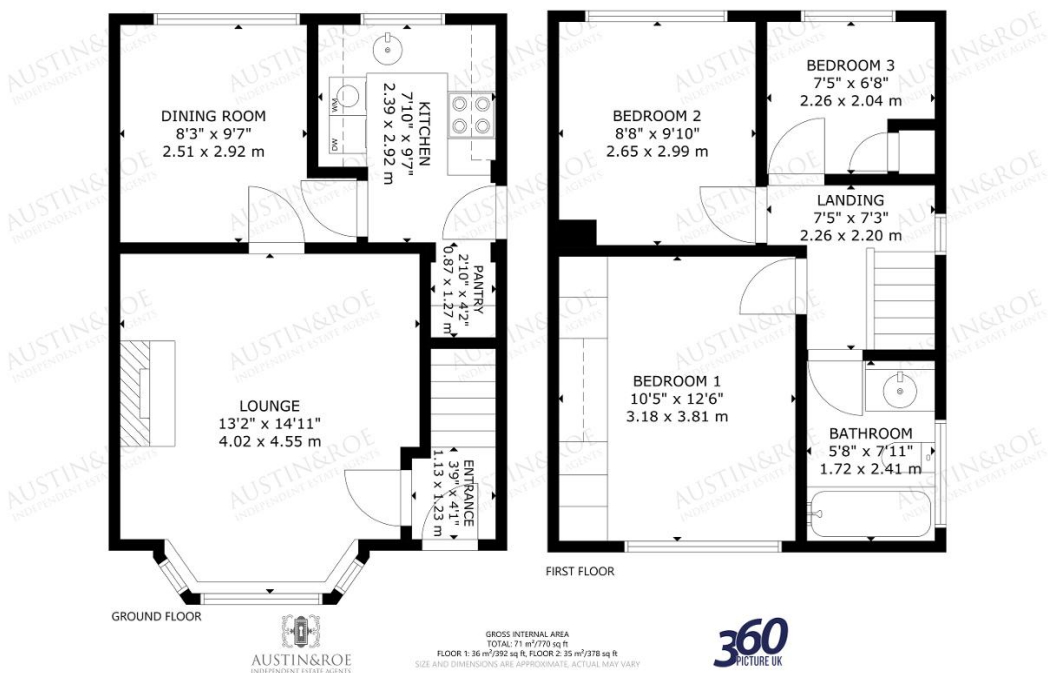 DINING ROOM
8'3" x 9'7"
2.51 x 2.92 m
KITCHEN
7'10" x 9'7"
2.39 x 2.92 m
WM
DW
PANTRY
2'10" x 4'2"
0.87 x 1.27 m
LOUNGE
13'2" x 14'11"
4.02 x 4.55 m
ENTRANCE
3'9" x 4'1"
1.13 x 1.23 m
GROUND FLOOR
BEDROOM 2
8'8" x 9'10"
2.65 x 2.99 m
BEDROOM 3
7'5" x 6'8"
2.26 x 2.04 m
LANDING
7'5" x 7'3"
2.26 x 2.20 m
BEDROOM 1
10'5" x 12'6"
3.18 x 3.81 m
BATHROOM
5'8" x 7'11"
1.72 x 2.41 m
FIRST FLOOR
AUSTIN&ROE
INDEPENDENT ESTATE AGENTS
GROSS INTERNAL AREA
TOTAL: 71 m²/770 sq ft
FLOOR 1: 36 m²/392 sq ft, FLOOR 2: 35 m²/378 sq ft
SIZE AND DIMENSIONS ARE APPROXIMATE, ACTUAL MAY VARY
360
PICTURE UK